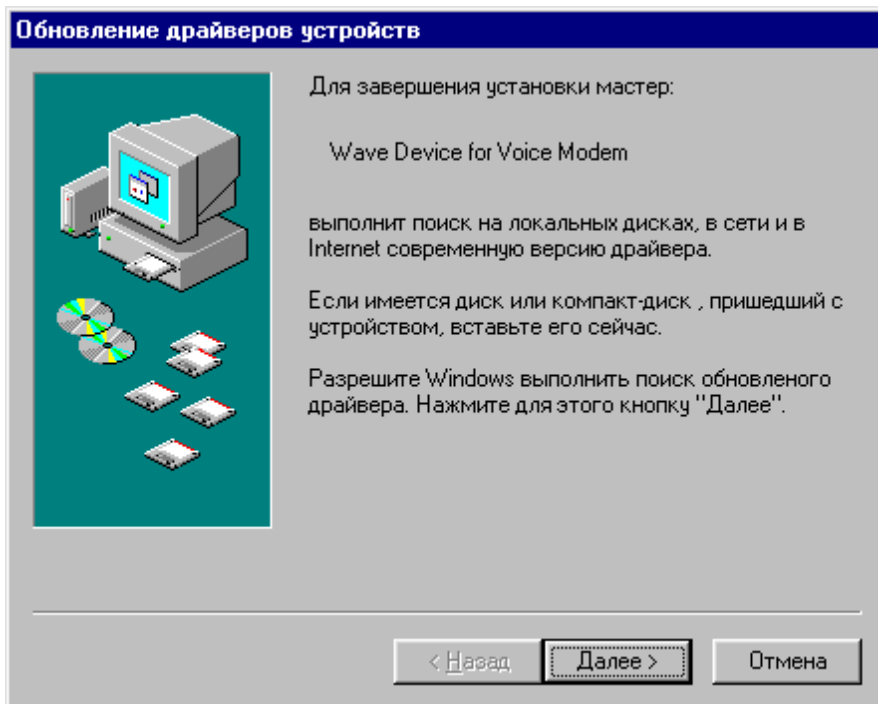 Обновление драйверов устройств
Для завершения установки мастер:
Wave Device for Voice Modem
выполнит поиск на локальных дисках, в сети и в
Internet современную версию драйвера.
Если имеется диск или компакт-диск , пришедший с
устройством, вставьте его сейчас.
Разрешите Windows выполнить поиск обновленого
драйвера. Нажмите для этого кнопку "Далее".
< Назад
Далее >
Отмена